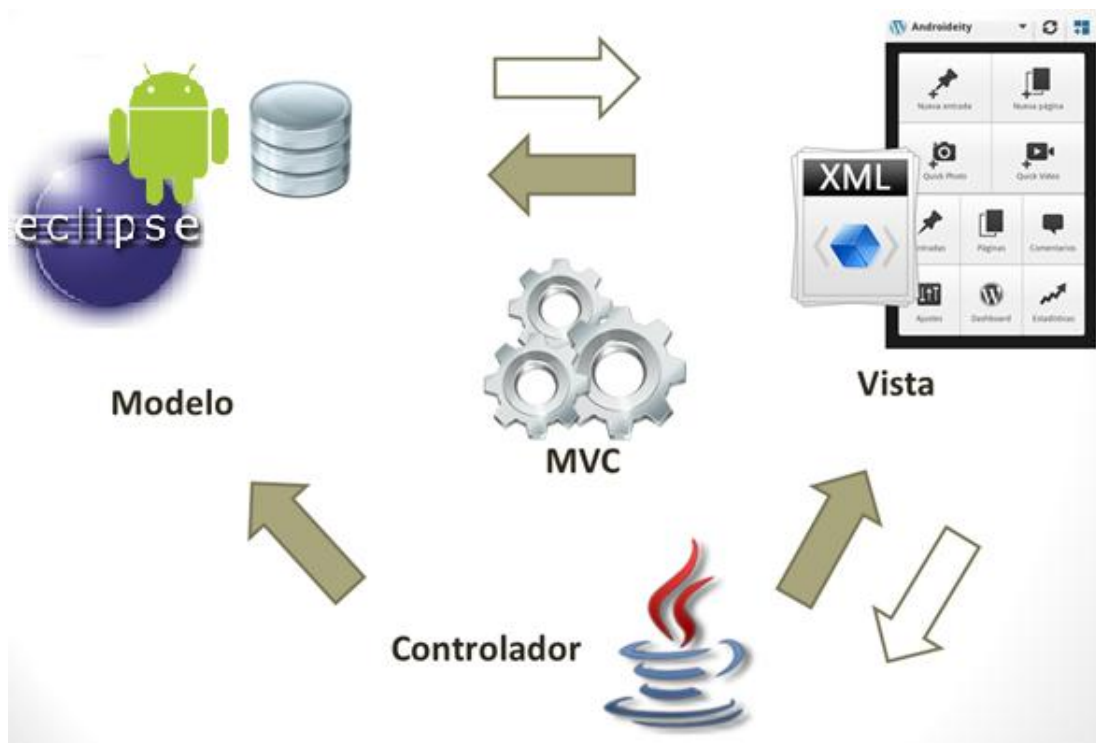 Androideity
Nueva entrada
Nueva página
Quick Photo
Quick Video
XML
eclipse
Entradas
Páginas
Comentarios
Ajustes
Dashboard
Estadísticas
Modelo
Vista
MVC
Controlador